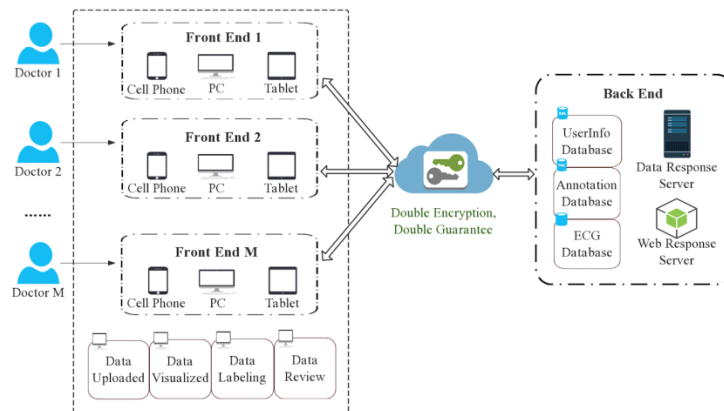 Doctor 1
Front End 1
Cell Phone
PC
Tablet
Doctor 2
Front End 2
Cell Phone
PC
Tablet
......
Doctor M
Front End M
Cell Phone
PC
Tablet
Data
Uploaded
Data
Visualized
Data
Labeling
Data
Review
Double Encryption,
Double Guarantee
Back End
UserInfo
Database
Annotation
Database
ECG
Database
Data Response
Server
Web Response
Server